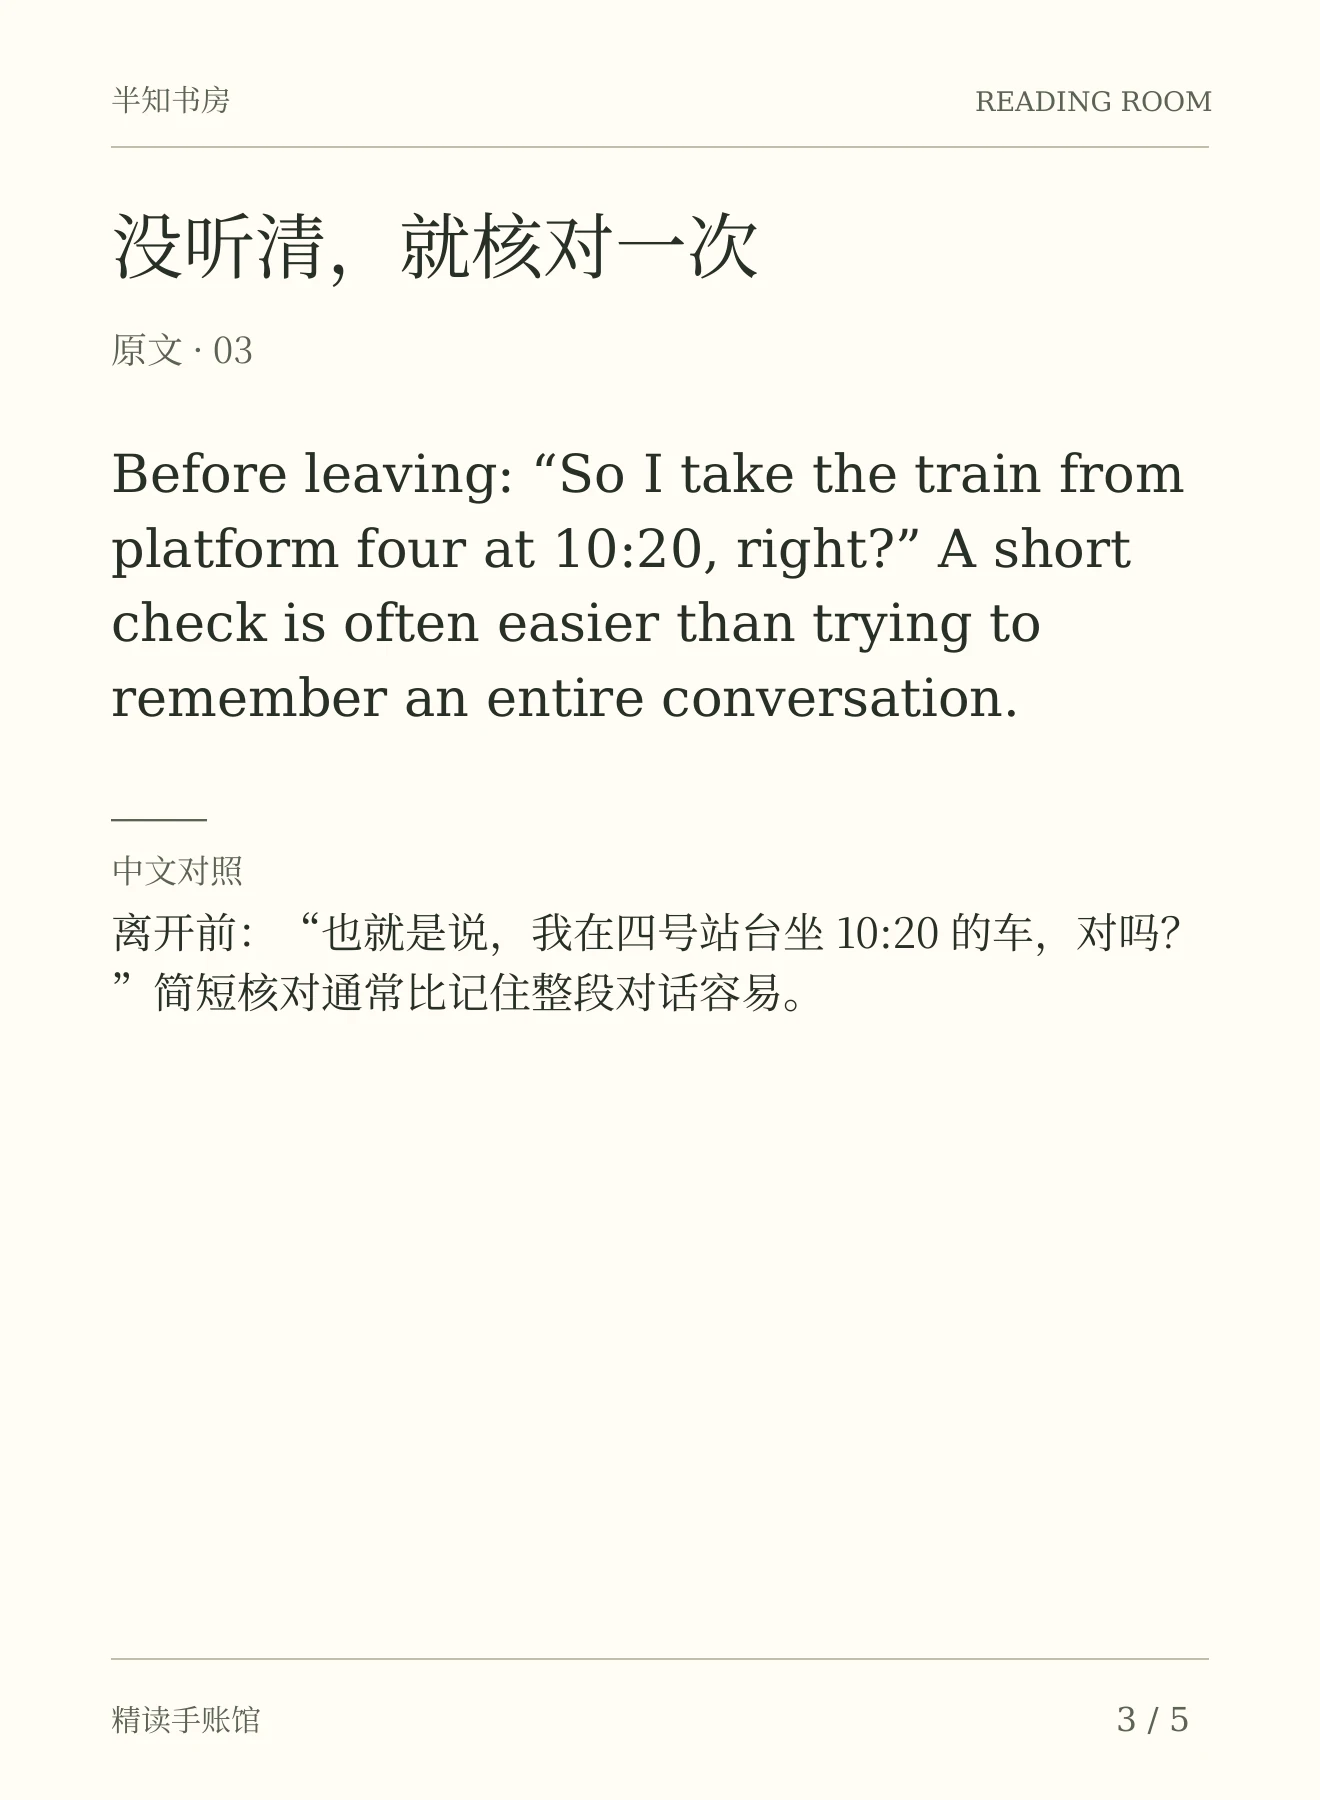 半知书房
READING ROOM
没听清，就核对一次
原文 · 03
Before leaving: “So I take the train from
platform four at 10:20, right?” A short
check is often easier than trying to
remember an entire conversation.
中文对照
离开前：“也就是说，我在四号站台坐 10:20 的车，对吗？
”简短核对通常比记住整段对话容易。
精读手账馆
3 / 5